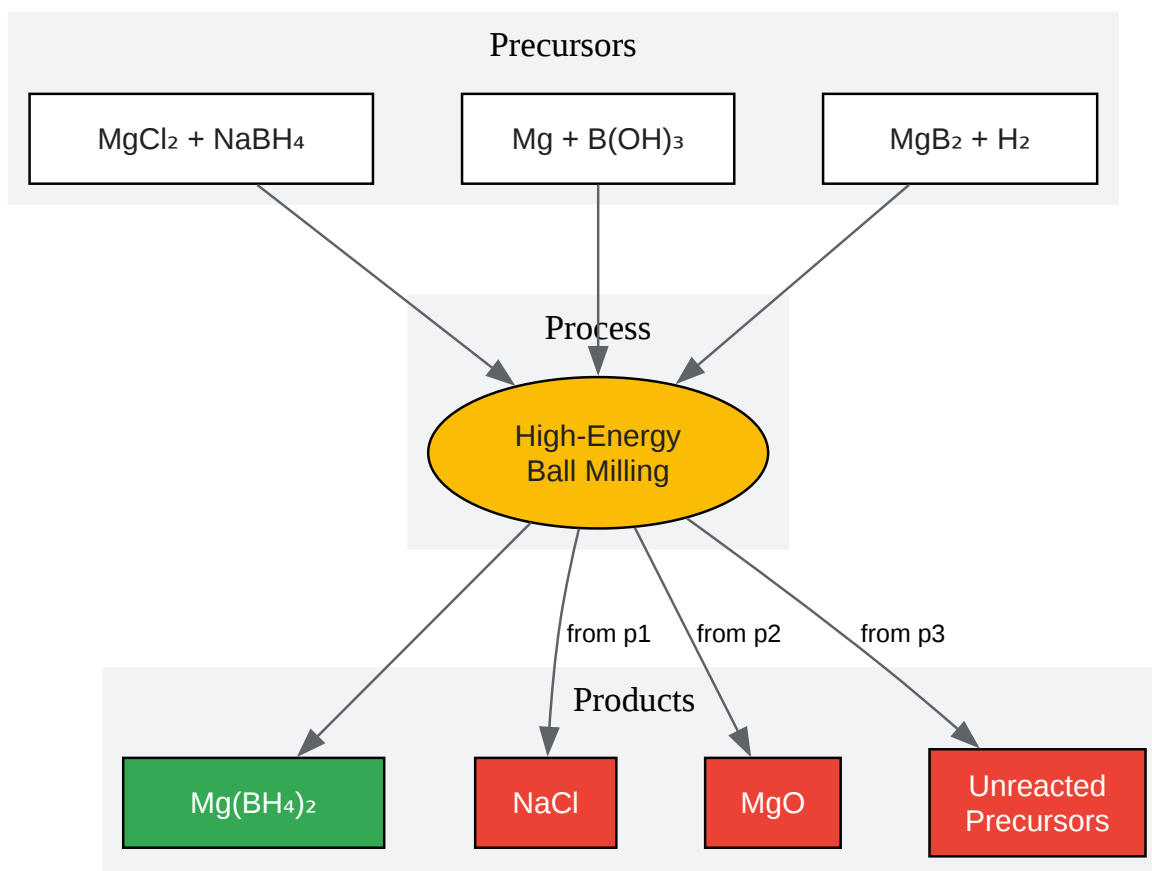 Precursors
MgCl₂ + NaBH₄
Mg + B(OH)₃
MgB₂ + H₂
Process
High-Energy
Ball Milling
from p1
from p2
from p3
Products
Mg(BH₄)₂
NaCl
MgO
Unreacted
Precursors